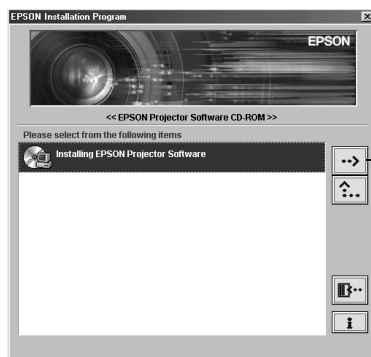 EPSON Installation Program
EPSON
<< EPSON Projector Software CD-ROM >>
Please select from the following items
Installing EPSON Projector Software